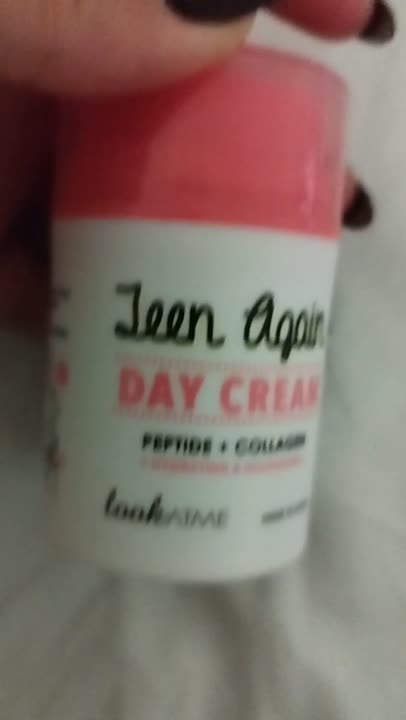 Teen Again
DAY CREAM
PEPTIDE + COLLAGEN
lookATME